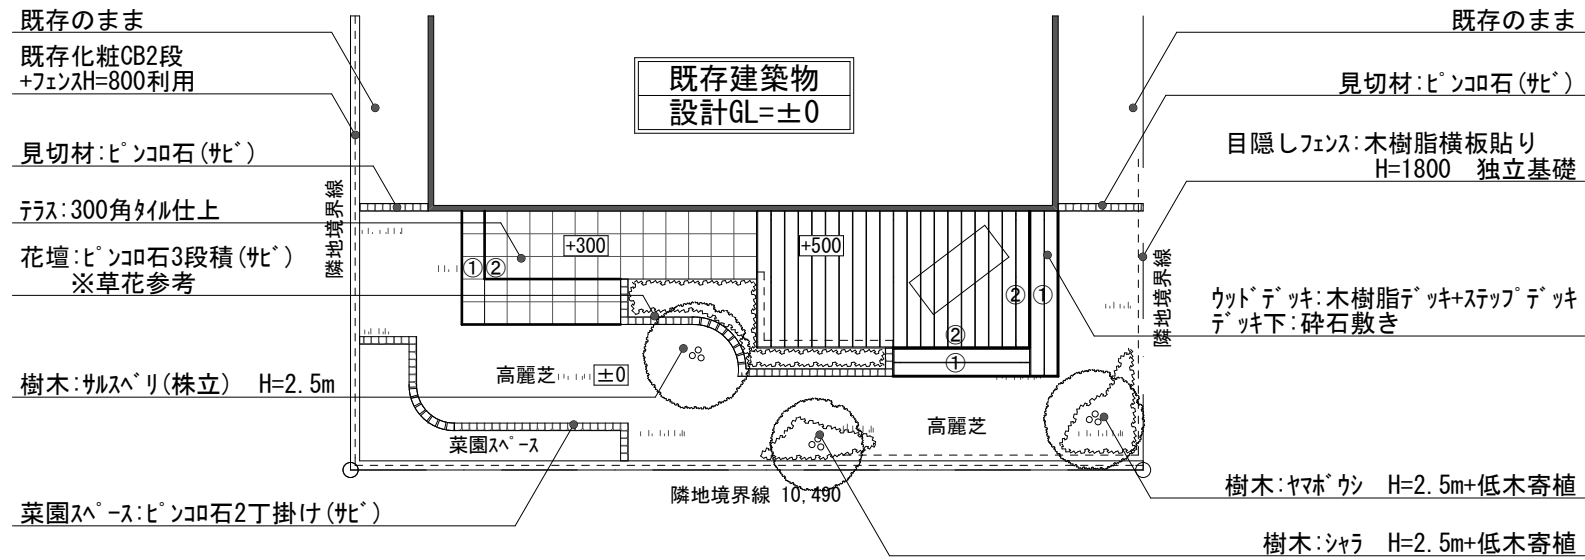 既存のまま
既存化粧CB2段
+ﾌｪﾝｽH=800利用
見切材:ﾋﾟﾝｺﾛ石(ｻﾋﾞ)
ﾃﾗｽ:300角ﾀｲﾙ仕上
花壇:ﾋﾟﾝｺﾛ石3段積(ｻﾋﾞ)
※草花参考
樹木:ｻﾙｽﾍﾞﾘ(株立) H=2.5m
菜園ｽﾍﾟｰｽ:ﾋﾟﾝｺﾛ石2丁掛け(ｻﾋﾞ)
隣地境界線
既存建築物
設計GL=±0
+300
+500
①
②
②
①
②
①
高麗芝
±0
高麗芝
菜園ｽﾍﾟｰｽ
隣地境界線 10,490
隣地境界線
既存のまま
見切材:ﾋﾟﾝｺﾛ石(ｻﾋﾞ)
目隠しﾌｪﾝｽ:木樹脂横板貼り
H=1800 独立基礎
ｳｯﾄﾞﾃﾞｯｷ:木樹脂ﾃﾞｯｷ+ｽﾃｯﾌﾟﾃﾞｯｷ
ﾃﾞｯｷ下:砕石敷き
樹木:ﾔﾏﾎﾞｳｼ H=2.5m+低木寄植
樹木:ｼｬﾗ H=2.5m+低木寄植